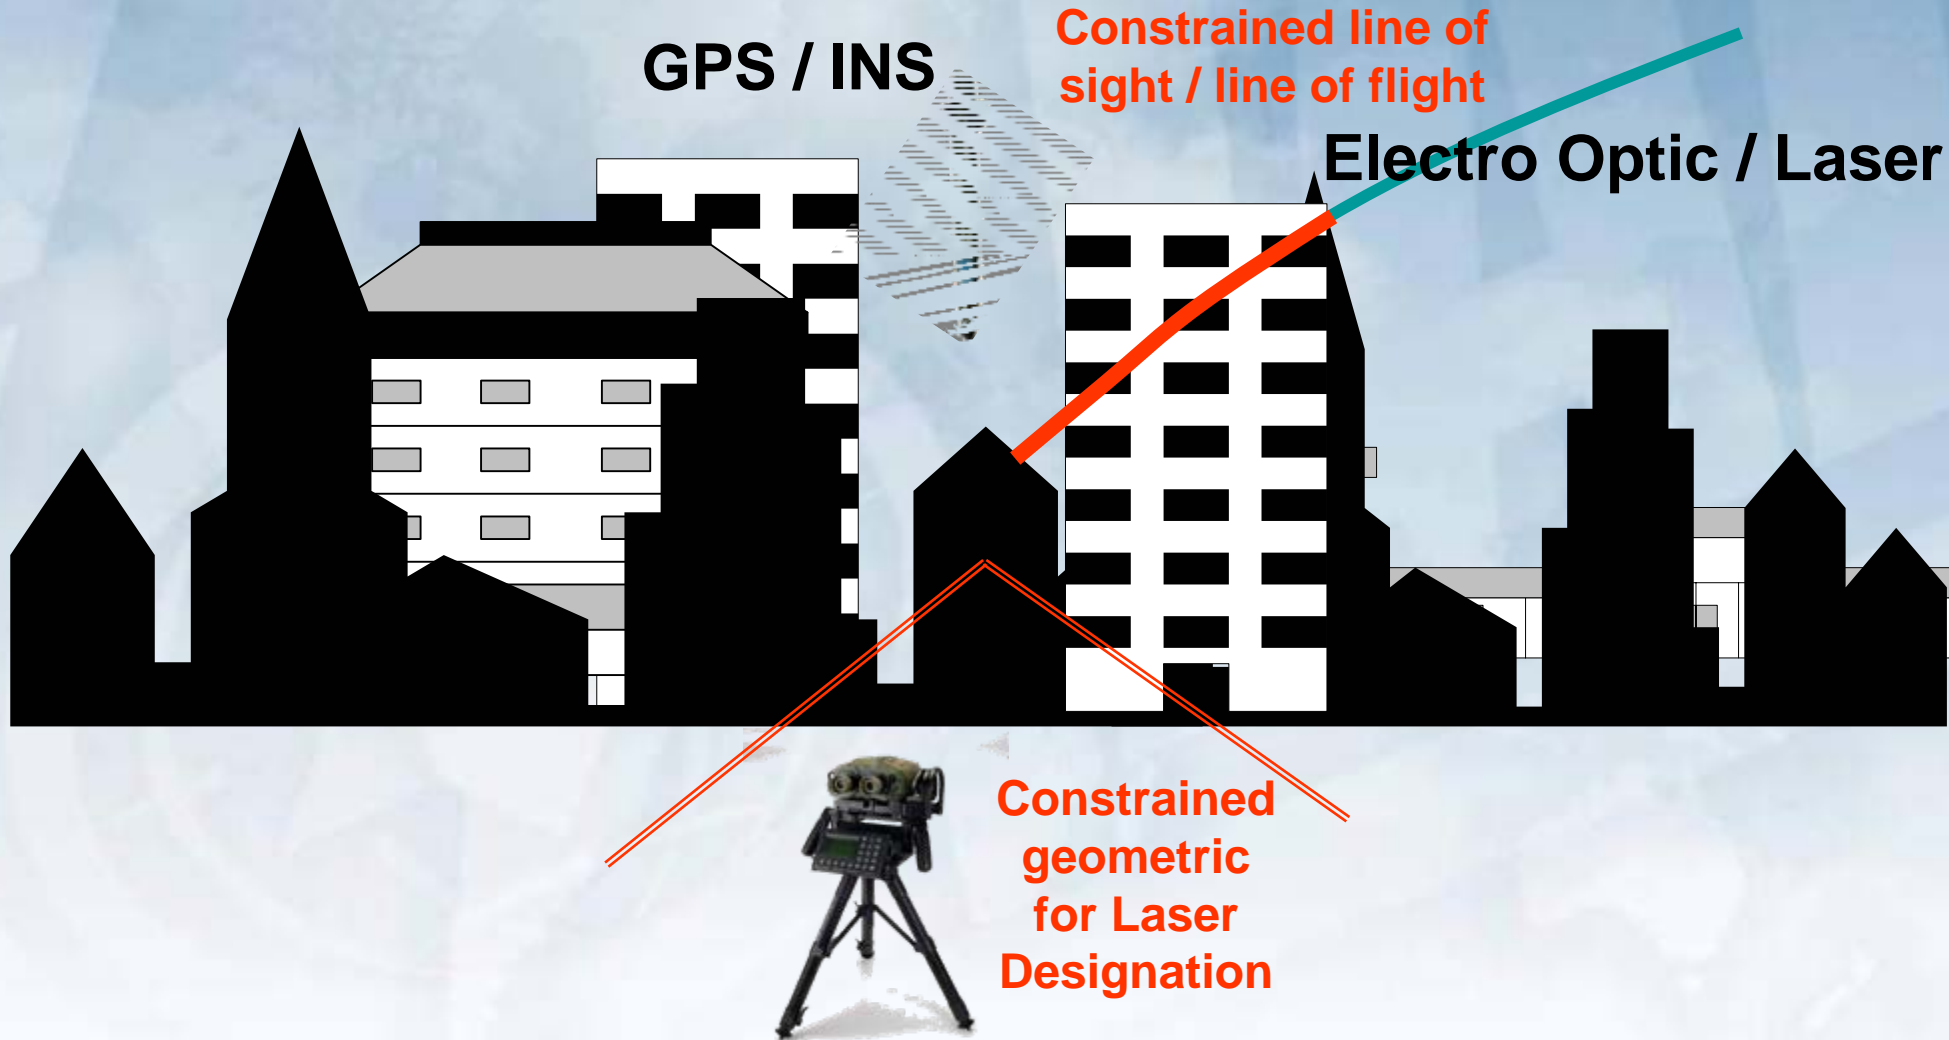 GPS / INS
Constrained line of
sight / line of flight
Electro Optic / Laser
Constrained
geometric
for Laser
Designation